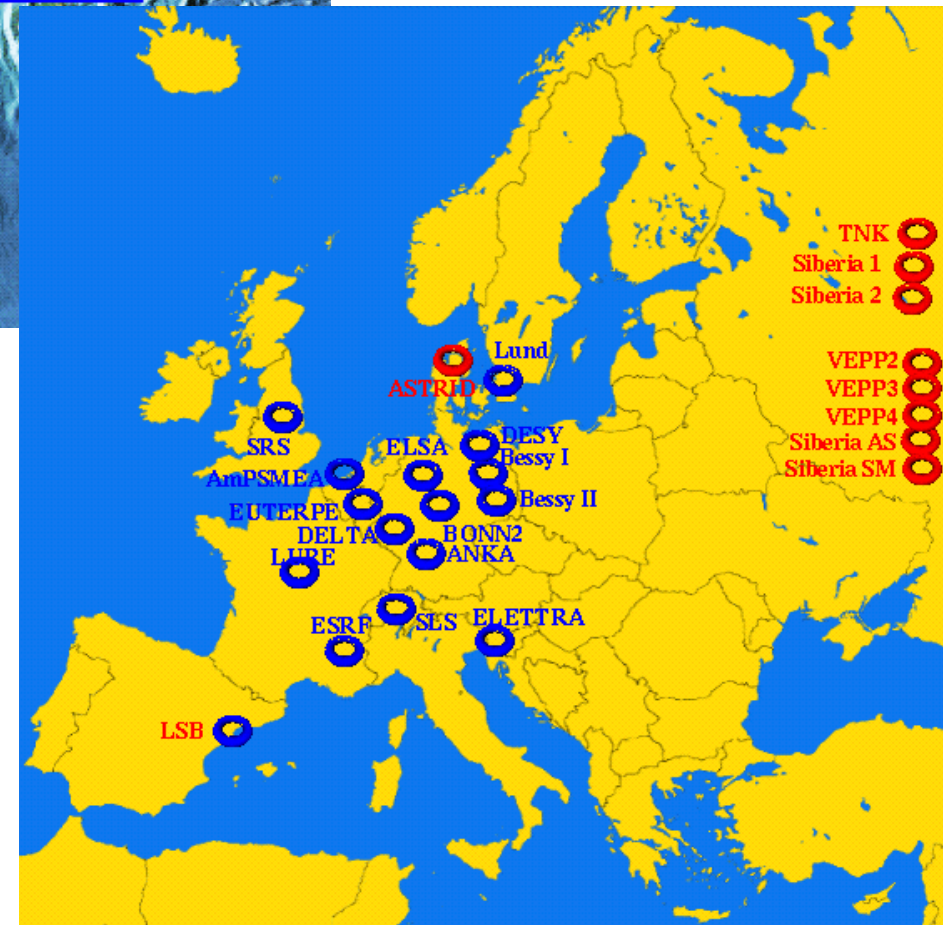 TNK
Siberia 1
Siberia 2
Lund
VEPP2
ASTRID
VEPP3
VEPP4
DESY
Siberia AS
SRS
ELSA
Bessy I
Siberia SM
AmPSMEA
Bessy II
EUTERPE
DELTA
BONN2
LURE
ANKA
ESRF
SLS
ELETTRA
LSB